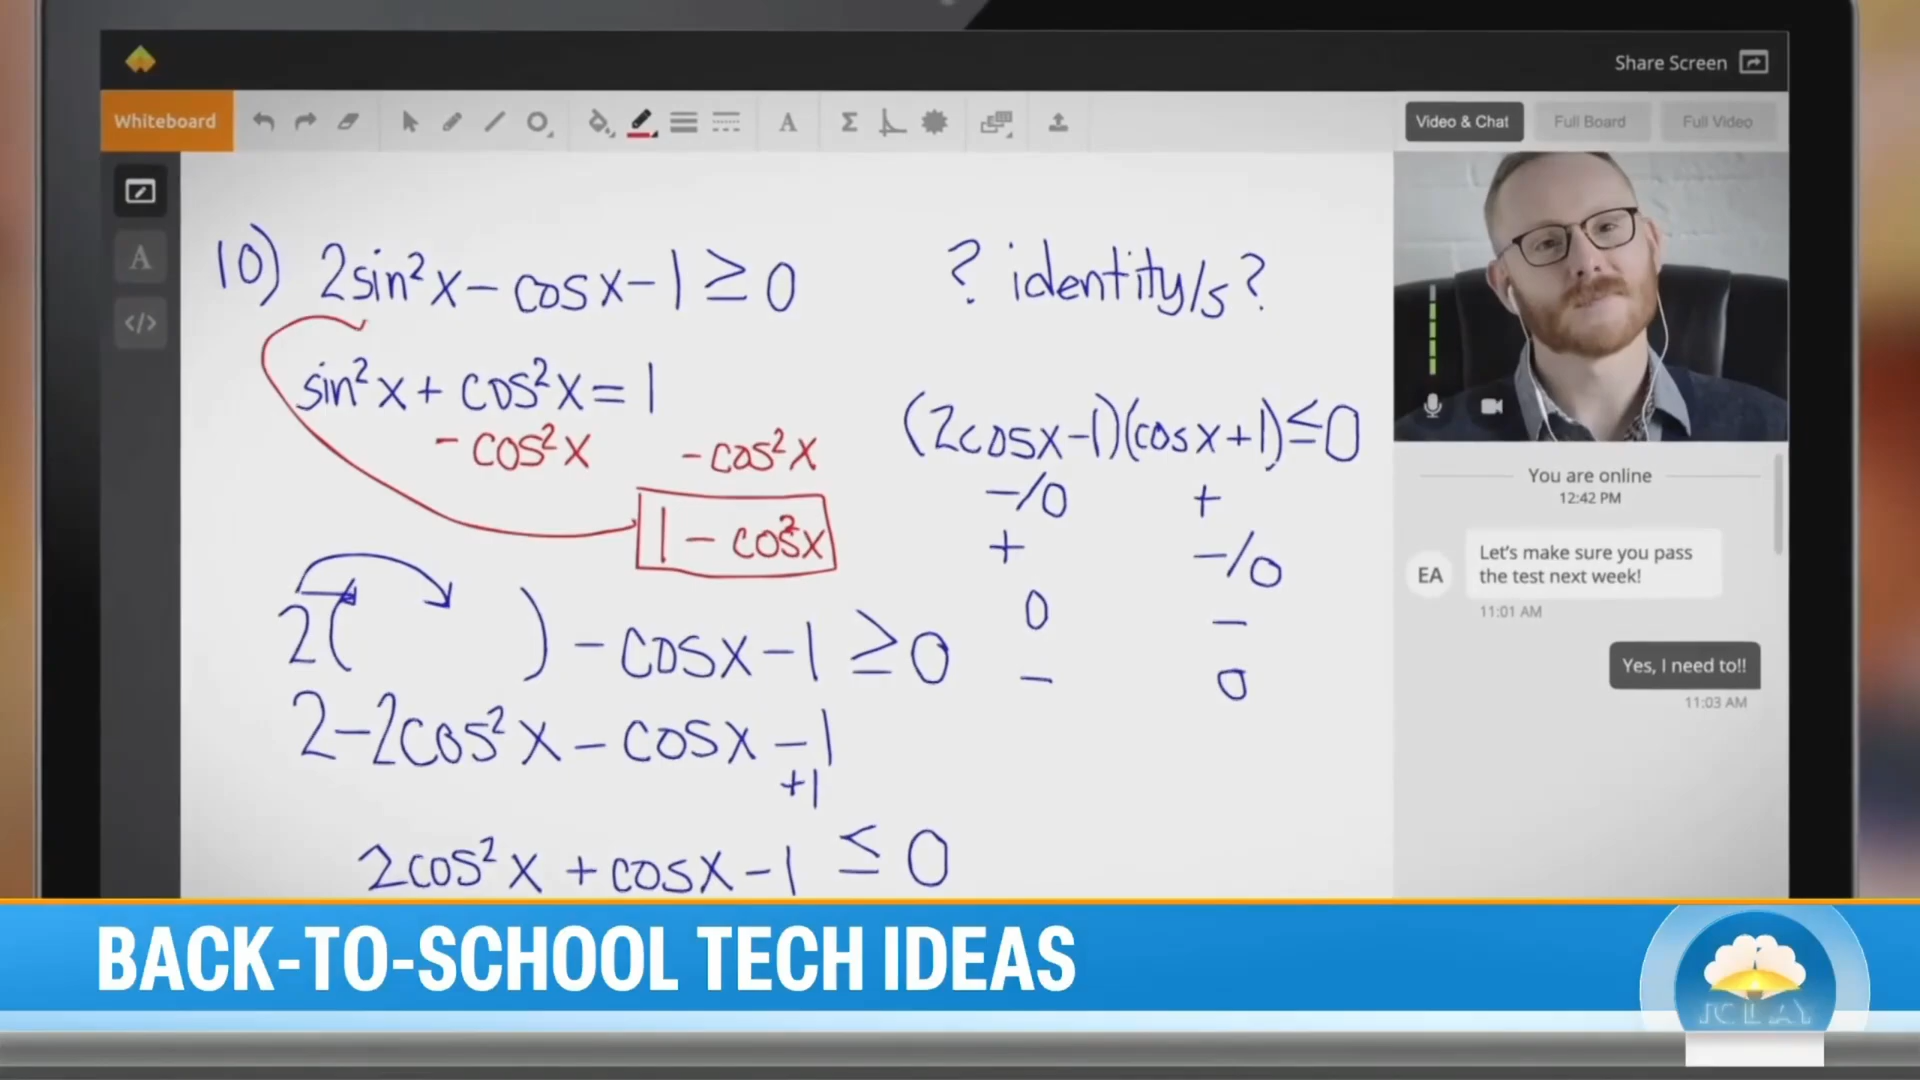 Share Screen
Whiteboard
A
Σ
Video & Chat
Full Board
Full Video
A
</>
10) 2sin²x-cosx-1≥0
? identity/s?
sin²x+cos²x=1
-cos²x -cos²x
1-cos²x
(2cosx-1)(cosx+1)≤0
-/0 +
+ -/0
0 -
- 0
2( )-cosx-1≥0
2-2cos²x-cosx-1
+1
2cos²x+cosx-1≤0
You are online
12:42 PM
EA
Let's make sure you pass
the test next week!
11:01 AM
Yes, I need to!!
11:03 AM
BACK-TO-SCHOOL TECH IDEAS